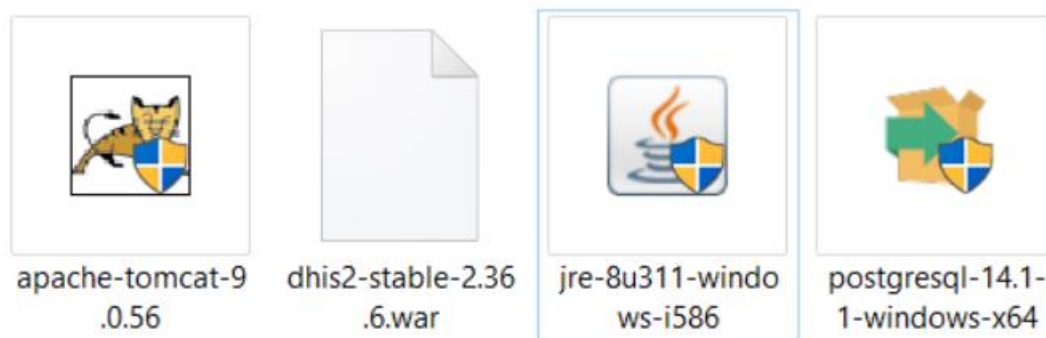 apache-tomcat-9
.0.56
dhis2-stable-2.36
.6.war
jre-8u311-windo
ws-i586
postgresql-14.1-
1-windows-x64